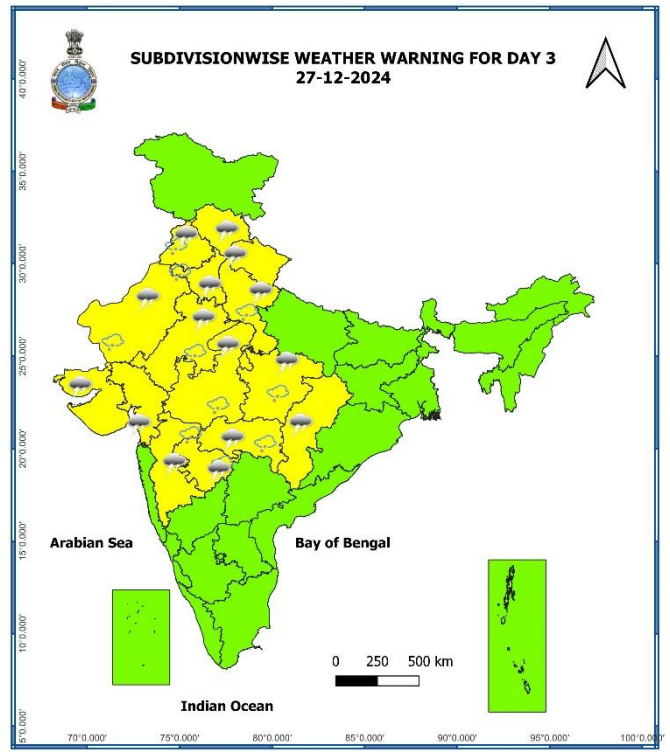 SUBDIVISIONWISE WEATHER WARNING FOR DAY 3
27-12-2024
40°0.000'
35°0.000'
30°0.000'
25°0.000'
20°0.000'
15°0.000'
10°0.000'
5°0.000'
Arabian Sea
Bay of Bengal
0 250 500 km
Indian Ocean
70°0.000' 75°0.000' 80°0.000' 85°0.000' 90°0.000' 95°0.000' 100°0.000'